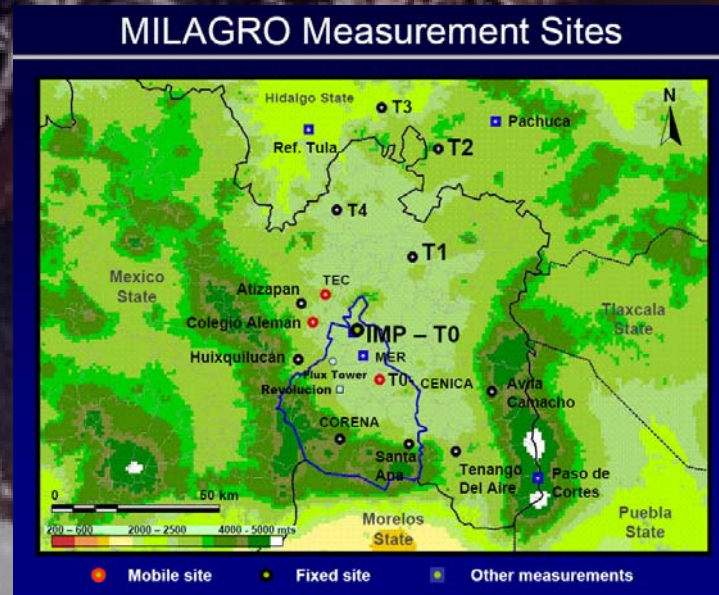 MILAGRO Measurement Sites
Hidalgo State
T3
N
Pachuca
Ref. Tula
T2
T4
T1
Mexico
State
TEC
Atizapan
Tlaxcala
State
Colegio Aleman
IMP – T0
Huixquilucan
MER
Flux Tower
T0- CENICA
Revolucion
Avila
Camacho
CORENA
Santa
Ana
Tenango
Del Aire
Paso de
Cortes
0 50 km
Morelos
State
Puebla
State
200 – 600 2000 – 2500 4000 - 5000 mts
Mobile site Fixed site Other measurements